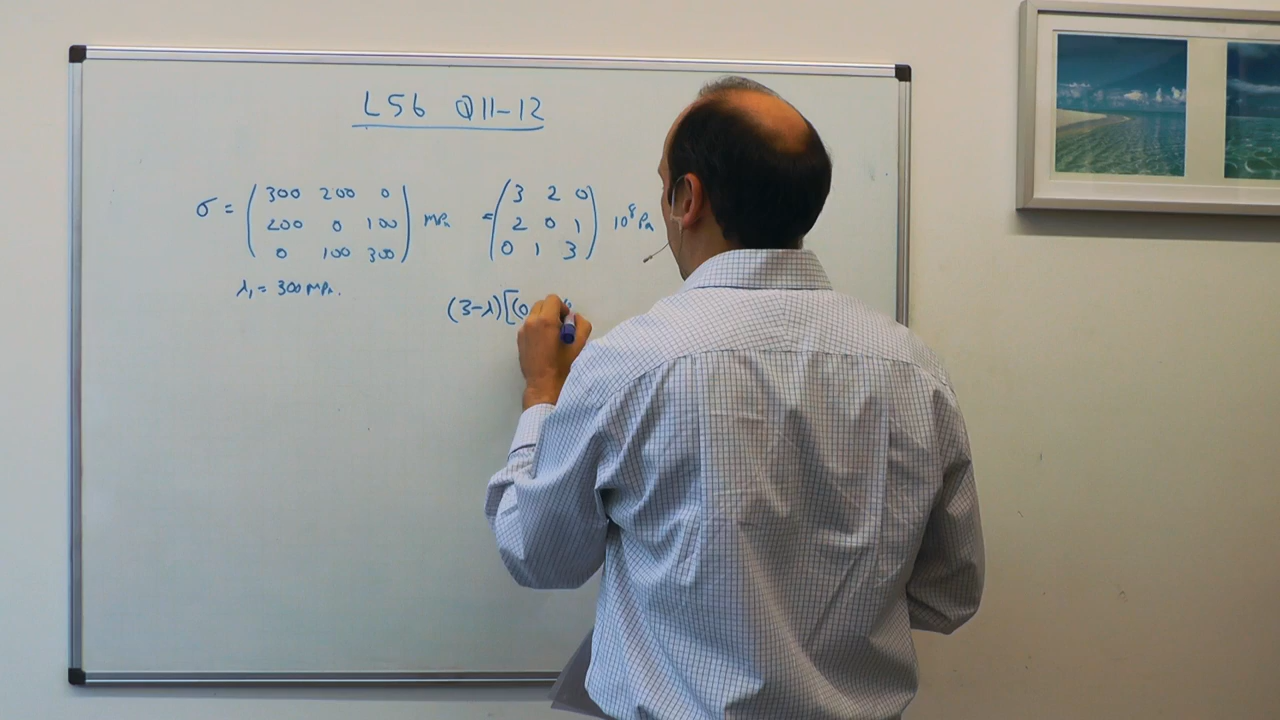 LS6 Q11-12
σ = (300 200 0) MPa = (3 2 0) 10⁸ Pa
200 0 100 2 0 1
0 100 300 0 1 3
λ₁ = 300 MPa.
(3-λ)[(0